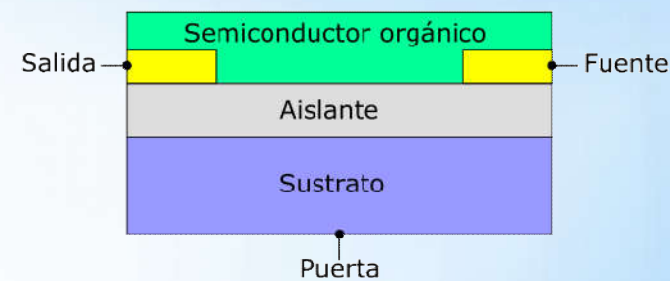 Semiconductor orgánico
Salida
Fuente
Aislante
Sustrato
Puerta